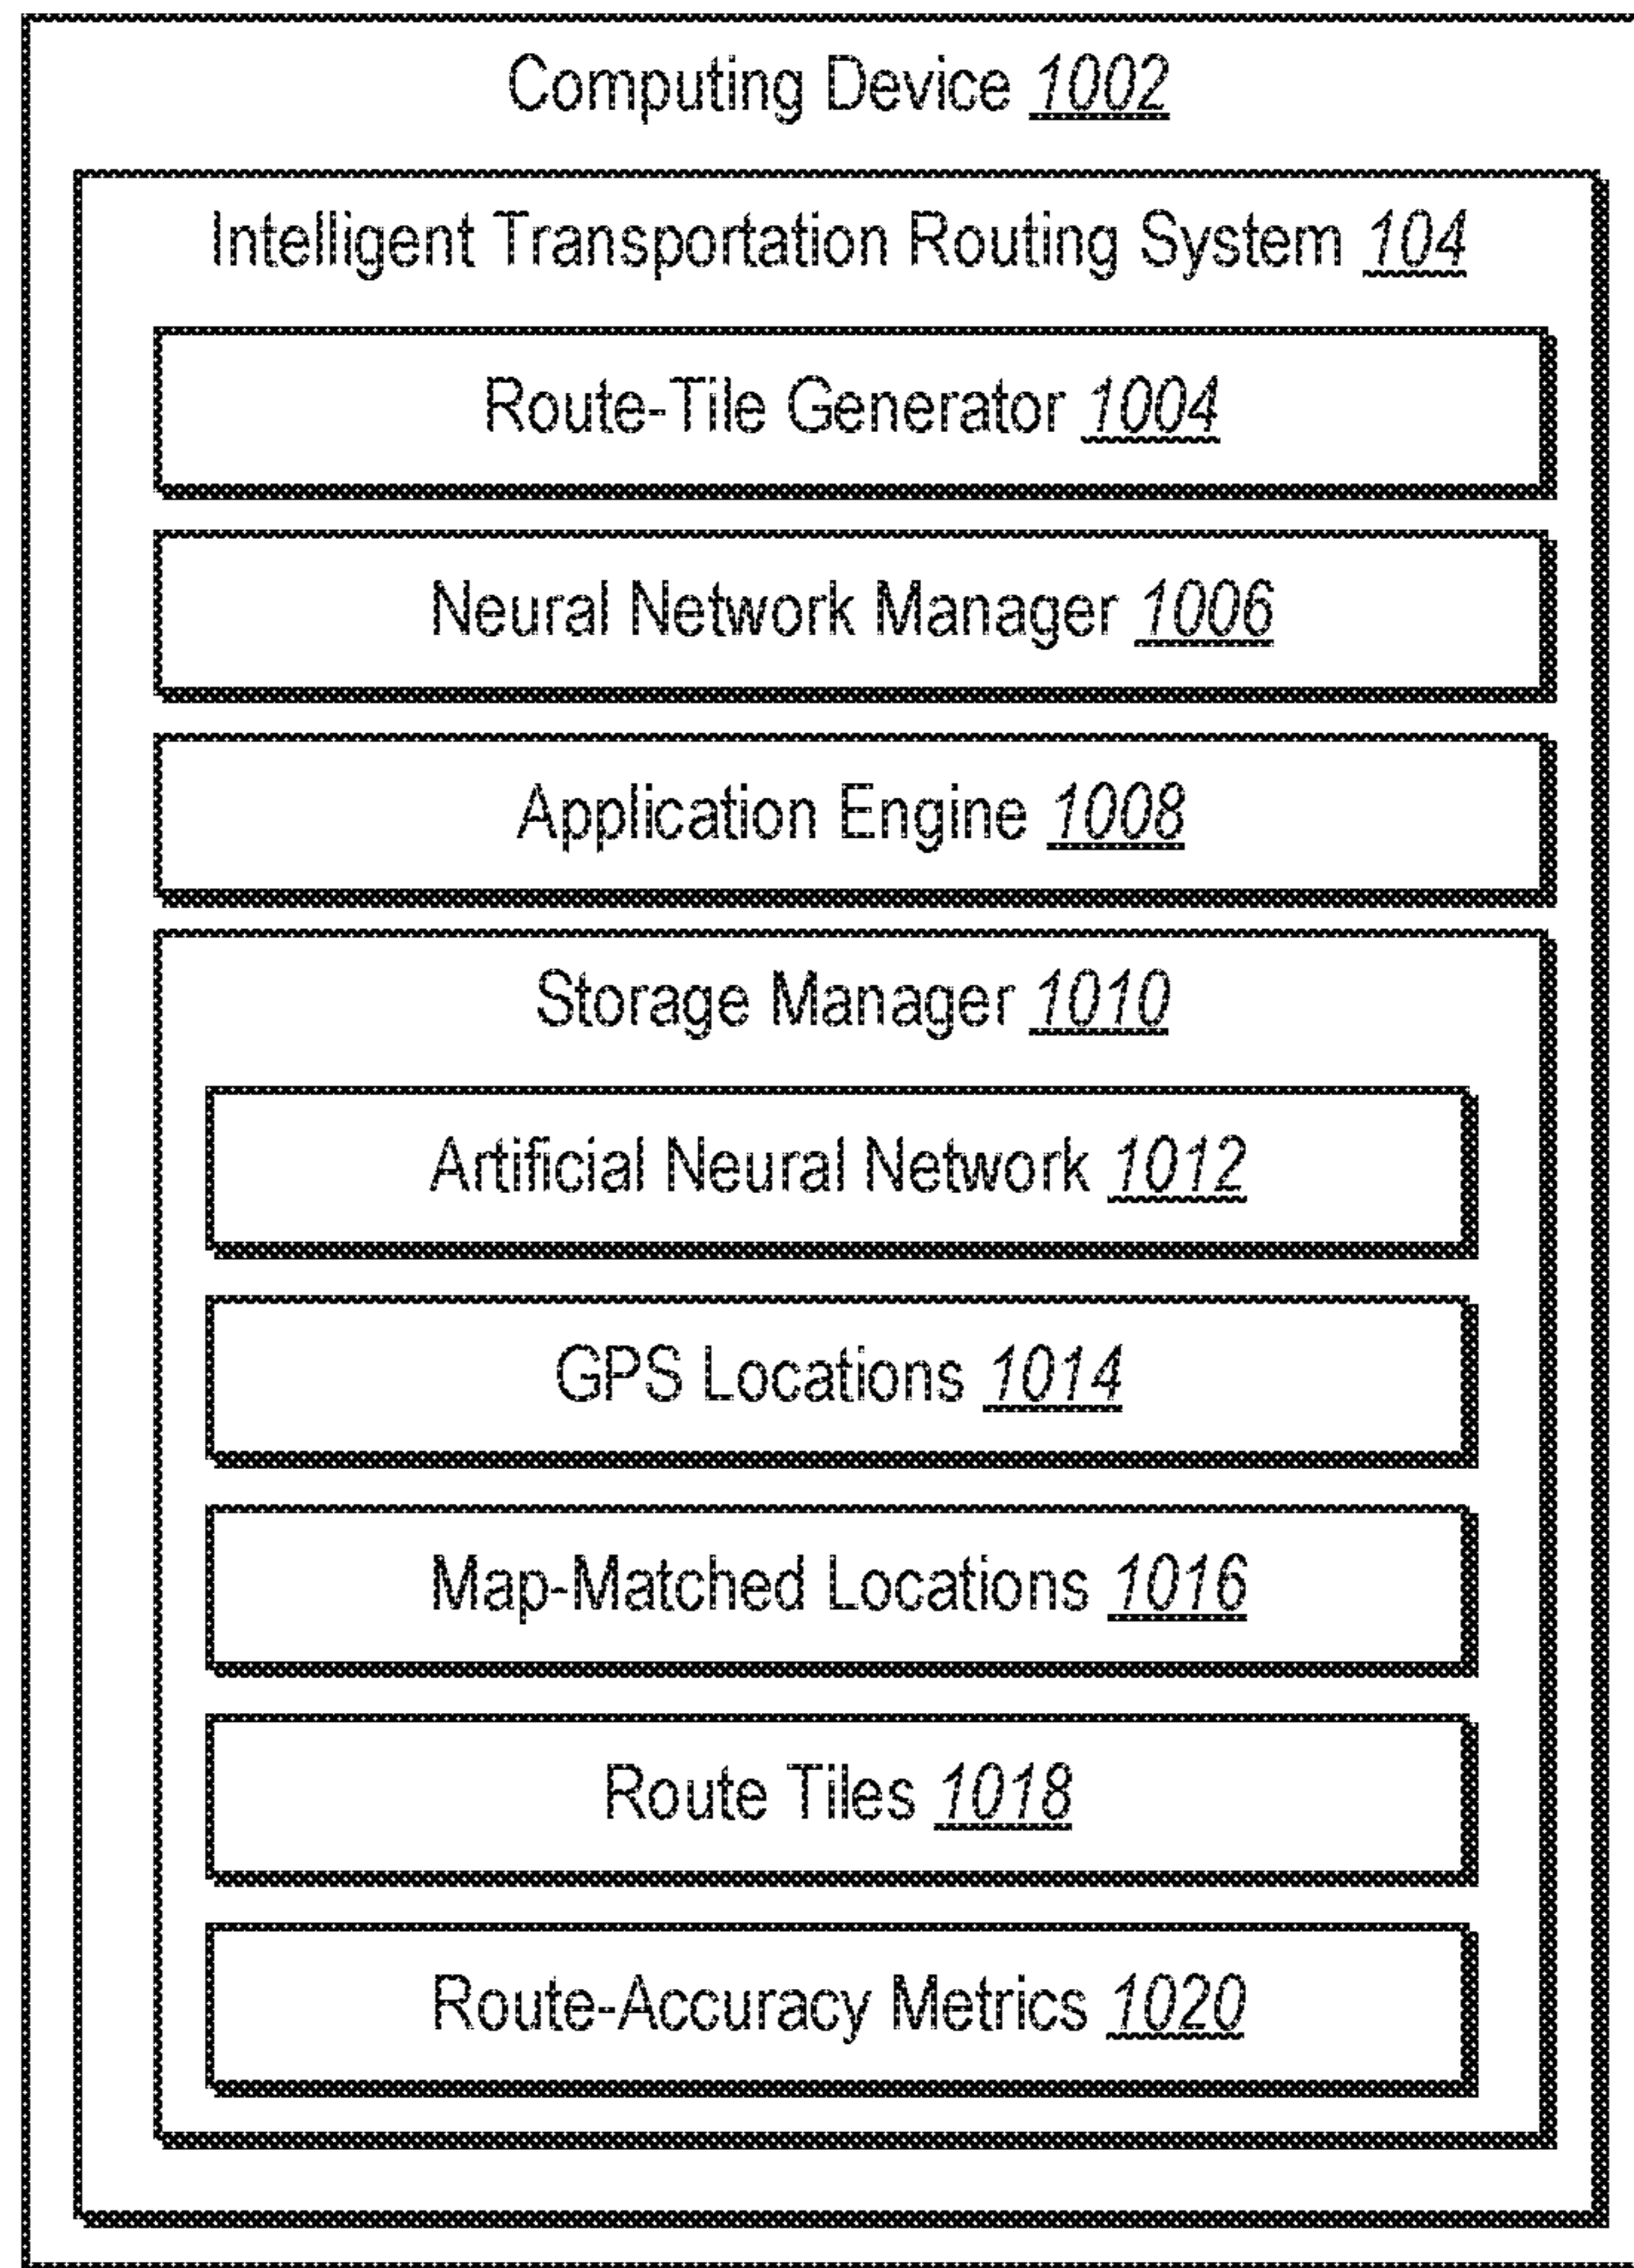 Computing Device 1002
Intelligent Transportation Routing System 104
Route-Tile Generator 1004
Neural Network Manager 1006
Application Engine 1008
Storage Manager 1010
Artificial Neural Network 1012
GPS Locations 1014
Map-Matched Locations 1016
Route Tiles 1018
Route-Accuracy Metrics 1020